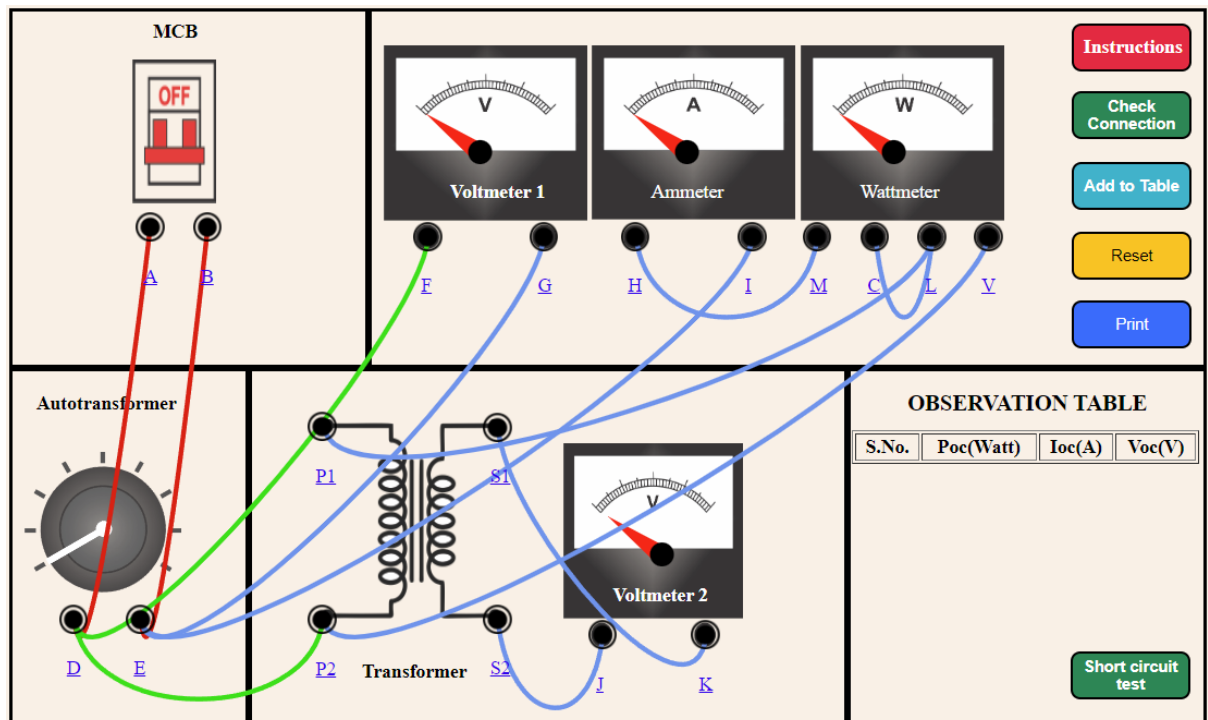 MCB
OFF
A
B
V
Voltmeter 1
A
Ammeter
W
Wattmeter
F
G
H
I
M
C
L
V
Instructions
Check
Connection
Add to Table
Reset
Print
Autotransformer
D
E
P1
S1
P2
Transformer
S2
V
Voltmeter 2
J
K
OBSERVATION TABLE
S.No. Poc(Watt) Ioc(A) Voc(V)
Short circuit
test